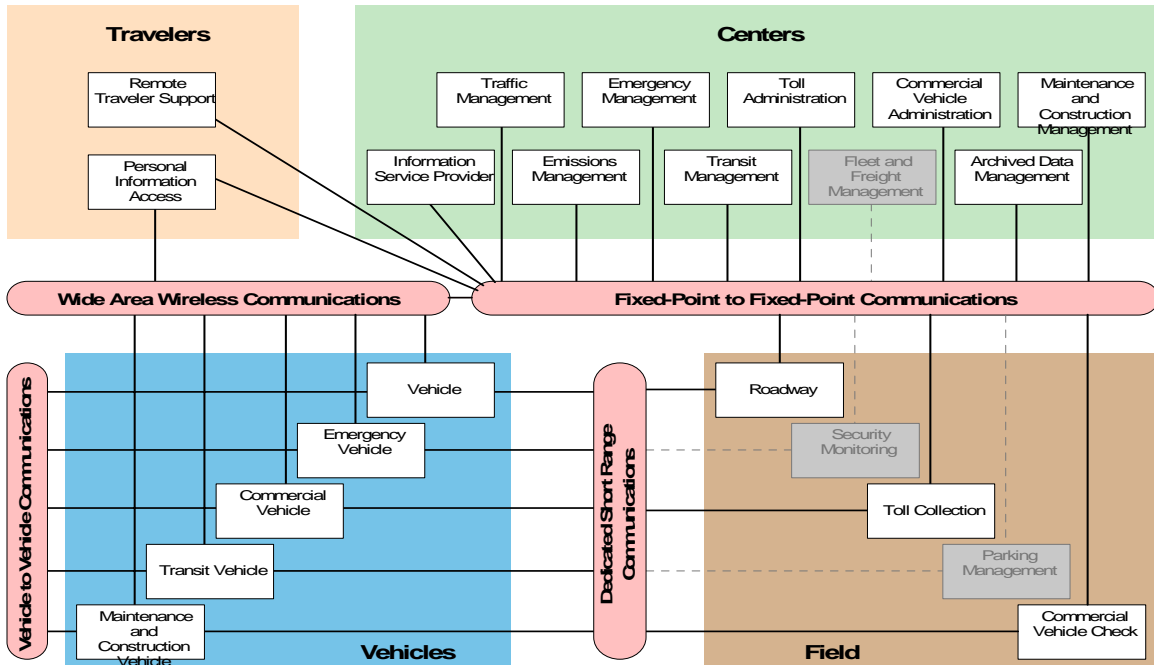 Travelers
Centers
Remote
Traveler Support
Traffic
Management
Emergency
Management
Toll
Administration
Commercial
Vehicle
Administration
Maintenance
and
Construction
Management
Personal
Information
Access
Information
Service Provider
Emissions
Management
Transit
Management
Fleet and
Freight
Management
Archived Data
Management
Wide Area Wireless Communications
Fixed-Point to Fixed-Point Communications
Vehicle to Vehicle Communications
Vehicle
Emergency
Vehicle
Commercial
Vehicle
Transit Vehicle
Maintenance
and
Construction
Vehicle
Vehicles
Dedicated Short Range
Communications
Roadway
Security
Monitoring
Toll Collection
Parking
Management
Commercial
Vehicle Check
Field